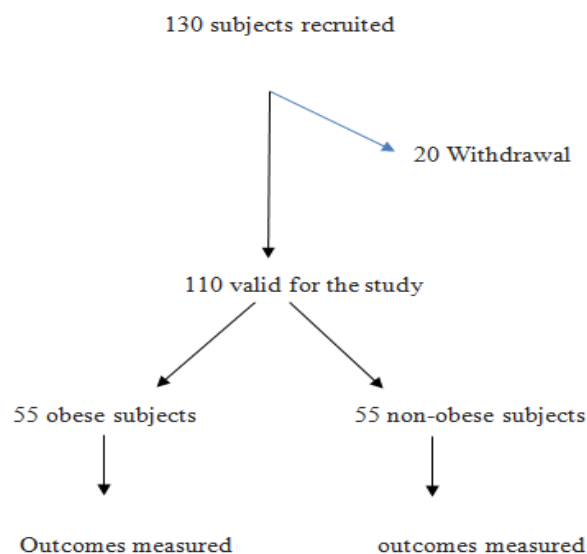 130 subjects recruited
20 Withdrawal
110 valid for the study
55 obese subjects
55 non-obese subjects
Outcomes measured
outcomes measured